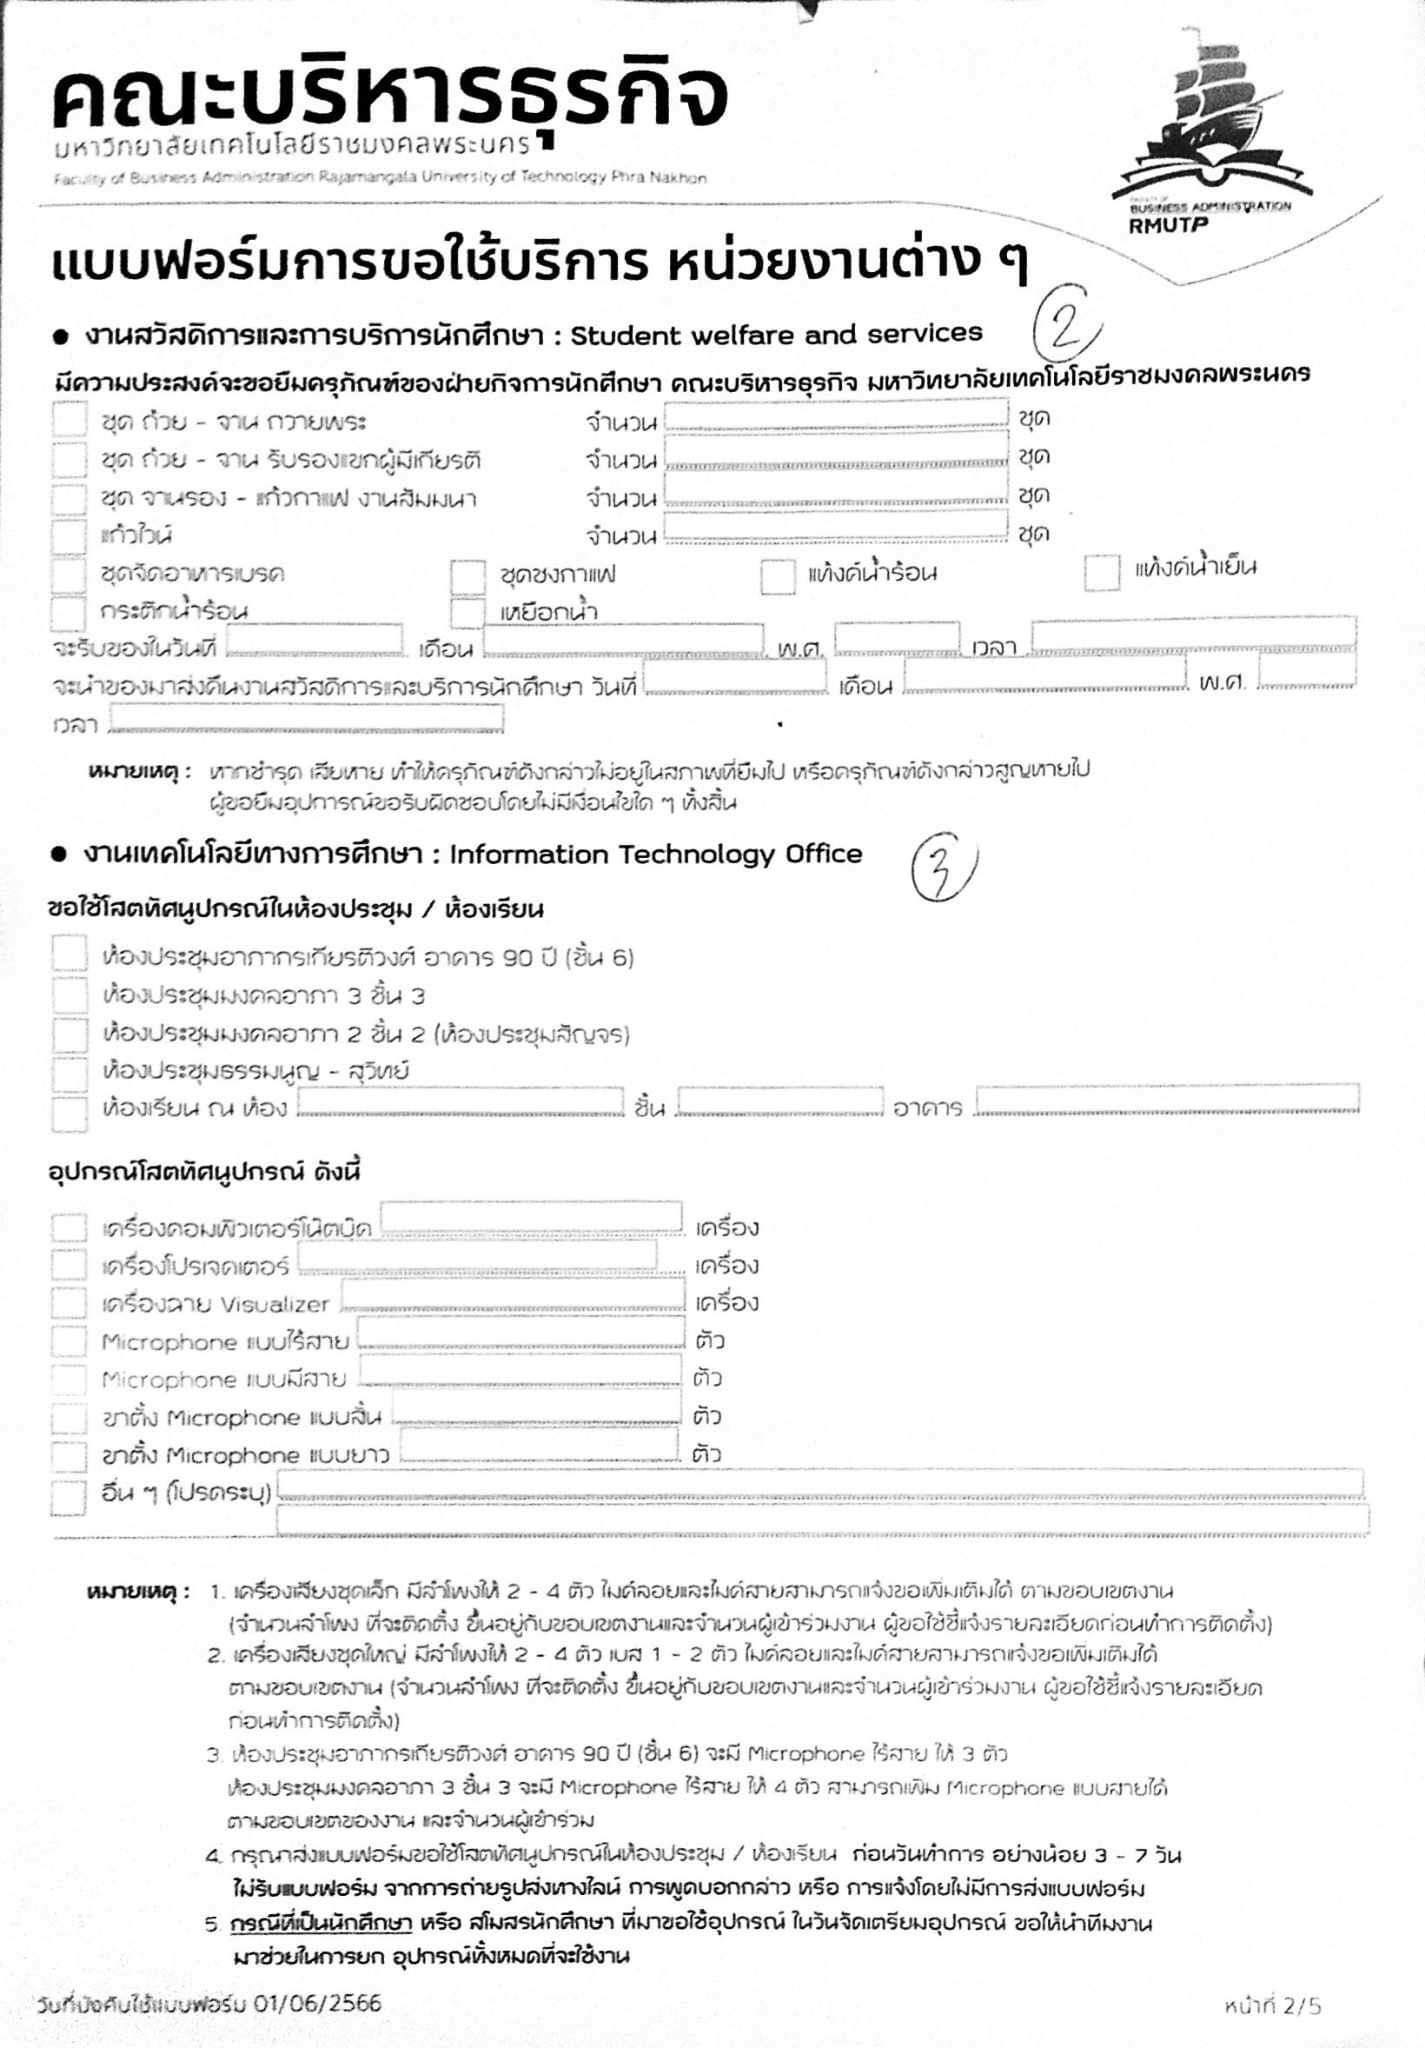 คณะบริหารธุรกิจ
มหาวิทยาลัยเทคโนโลยีราชมงคลพระนคร
Faculty of Business Administration Rajamangala University of Technology Phra Nakhon
FACULTY OF
BUSINESS ADMINISTRATION
RMUTP
แบบฟอร์มการขอใช้บริการ หน่วยงานต่าง ๆ
● งานสวัสดิการและการบริการนักศึกษา : Student welfare and services 2
มีความประสงค์จะขอยืมครุภัณฑ์ของฝ่ายกิจการนักศึกษา คณะบริหารธุรกิจ มหาวิทยาลัยเทคโนโลยีราชมงคลพระนคร
ชุด ถ้วย - จาน ถวายพระ จำนวน ชุด
ชุด ถ้วย - จาน รับรองแขกผู้มีเกียรติ จำนวน ชุด
ชุด จานรอง - แก้วกาแฟ งานสัมมนา จำนวน ชุด
แก้วไวน์ จำนวน ชุด
ชุดจัดอาหารเบรค ชุดชงกาแฟ แท้งค์น้ำร้อน แท้งค์น้ำเย็น
กระติกน้ำร้อน เหยือกน้ำ
จะรับของในวันที่ เดือน พ.ศ. เวลา
จะนำของมาส่งคืนงานสวัสดิการและบริการนักศึกษา วันที่ เดือน พ.ศ.
เวลา
หมายเหตุ : หากชำรุด เสียหาย ทำให้ครุภัณฑ์ดังกล่าวไม่อยู่ในสภาพที่ยืมไป หรือครุภัณฑ์ดังกล่าวสูญหายไป
ผู้ขอยืมอุปการณ์ขอรับผิดชอบโดยไม่มีเงื่อนไขใด ๆ ทั้งสิ้น
● งานเทคโนโลยีทางการศึกษา : Information Technology Office 3
ขอใช้โสตทัศนูปกรณ์ในห้องประชุม / ห้องเรียน
ห้องประชุมอาภากรเกียรติวงศ์ อาคาร 90 ปี (ชั้น 6)
ห้องประชุมมงคลอาภา 3 ชั้น 3
ห้องประชุมมงคลอาภา 2 ชั้น 2 (ห้องประชุมสัญจร)
ห้องประชุมธรรมนูญ - สุวิทย์
ห้องเรียน ณ ห้อง ชั้น อาคาร
อุปกรณ์โสตทัศนูปกรณ์ ดังนี้
เครื่องคอมพิวเตอร์โน๊ตบุ๊ค เครื่อง
เครื่องโปรเจคเตอร์ เครื่อง
เครื่องฉาย Visualizer เครื่อง
Microphone แบบไร้สาย ตัว
Microphone แบบมีสาย ตัว
ขาตั้ง Microphone แบบสั้น ตัว
ขาตั้ง Microphone แบบยาว ตัว
อื่น ๆ (โปรดระบุ)
หมายเหตุ : 1. เครื่องเสียงชุดเล็ก มีลำโพงให้ 2 - 4 ตัว ไมค์ลอยและไมค์สายสามารถแจ้งขอเพิ่มเติมได้ ตามขอบเขตงาน
(จำนวนลำโพง ที่จะติดตั้ง ขึ้นอยู่กับขอบเขตงานและจำนวนผู้เข้าร่วมงาน ผู้ขอใช้ชี้แจ้งรายละเอียดก่อนทำการติดตั้ง)
2. เครื่องเสียงชุดใหญ่ มีลำโพงให้ 2 - 4 ตัว เบส 1 - 2 ตัว ไมค์ลอยและไมค์สายสามารถแจ้งขอเพิ่มเติมได้
ตามขอบเขตงาน (จำนวนลำโพง ที่จะติดตั้ง ขึ้นอยู่กับขอบเขตงานและจำนวนผู้เข้าร่วมงาน ผู้ขอใช้ชี้แจ้งรายละเอียด
ก่อนทำการติดตั้ง)
3. ห้องประชุมอาภากรเกียรติวงศ์ อาคาร 90 ปี (ชั้น 6) จะมี Microphone ไร้สาย ให้ 3 ตัว
ห้องประชุมมงคลอาภา 3 ชั้น 3 จะมี Microphone ไร้สาย ให้ 4 ตัว สามารถเพิ่ม Microphone แบบสายได้
ตามขอบเขตของงาน และจำนวนผู้เข้าร่วม
4. กรุณาส่งแบบฟอร์มขอใช้โสตทัศนูปกรณ์ในห้องประชุม / ห้องเรียน ก่อนวันทำการ อย่างน้อย 3 - 7 วัน
ไม่รับแบบฟอร์ม จากการถ่ายรูปส่งทางไลน์ การพูดบอกกล่าว หรือ การแจ้งโดยไม่มีการส่งแบบฟอร์ม
5. กรณีที่เป็นนักศึกษา หรือ สโมสรนักศึกษา ที่มาขอใช้อุปกรณ์ ในวันจัดเตรียมอุปกรณ์ ขอให้นำทีมงาน
มาช่วยในการยก อุปกรณ์ทั้งหมดที่จะใช้งาน
วันที่บังคับใช้แบบฟอร์ม 01/06/2566 หน้าที่ 2/5